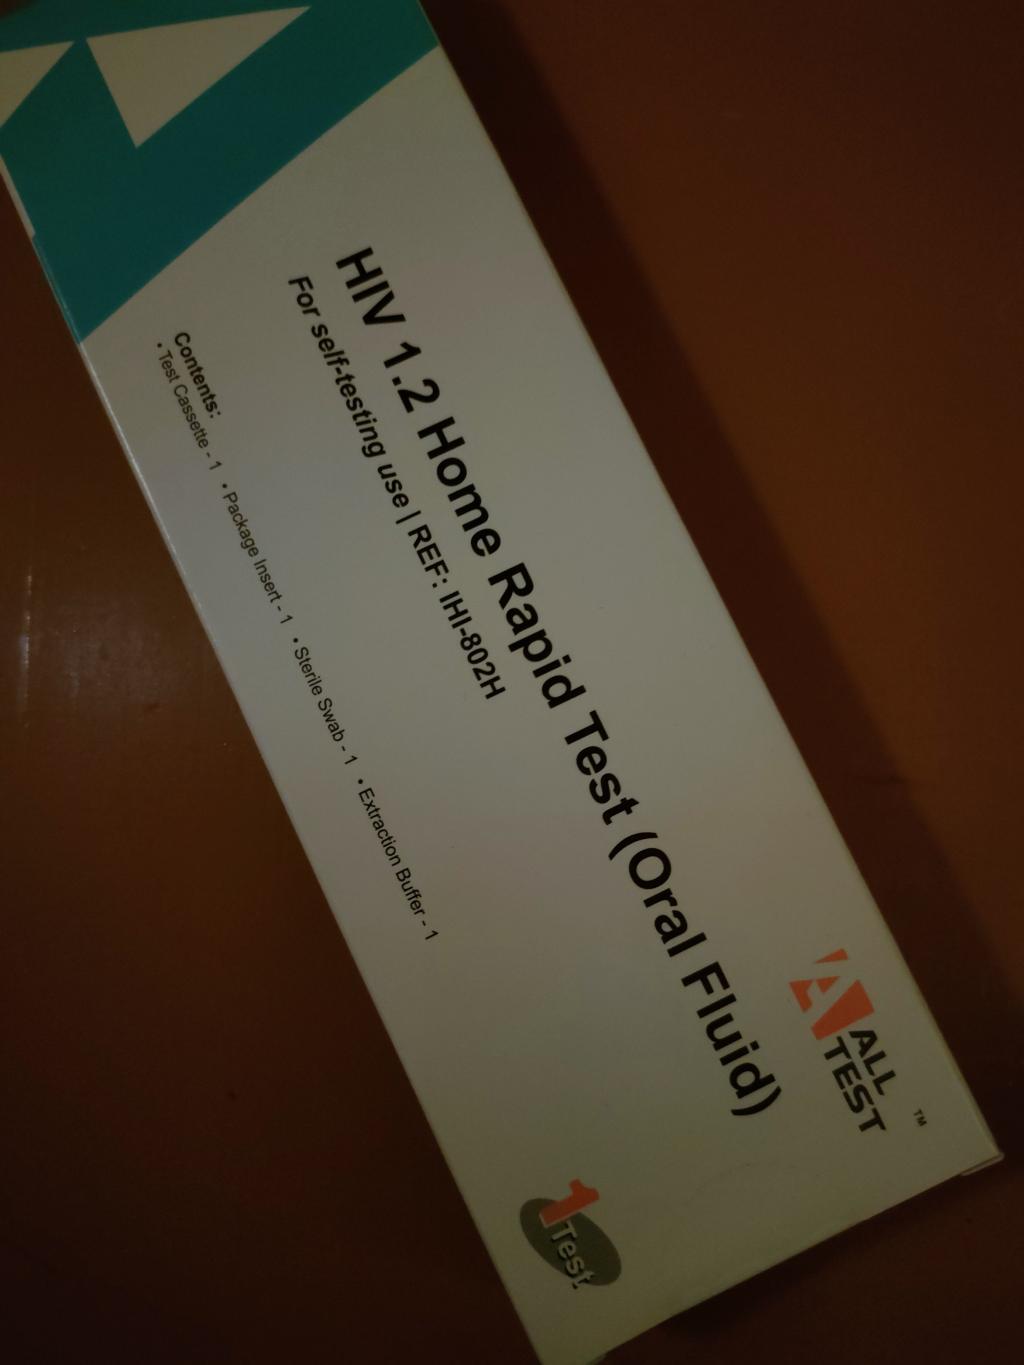 ALL
TEST
TM
HIV 1.2 Home Rapid Test (Oral Fluid)
For self-testing use | REF: IHI-802H
Contents:
• Test Cassette - 1 • Package Insert - 1 • Sterile Swab - 1 • Extraction Buffer - 1
1 Test